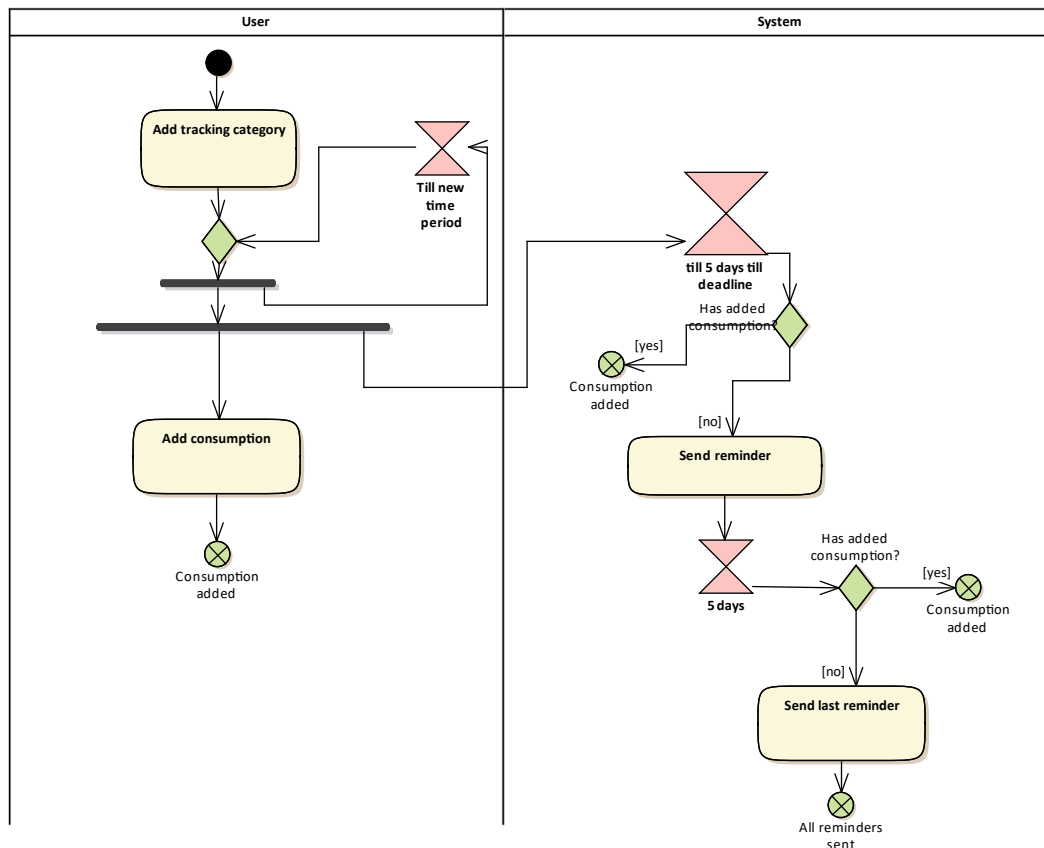 User
System
Add tracking category
Till new
time
period
till 5 days till
deadline
Has added
consumption?
[yes]
Consumption
added
[no]
Add consumption
Send reminder
Consumption
added
Has added
consumption?
5 days
[yes]
Consumption
added
[no]
Send last reminder
All reminders
sent